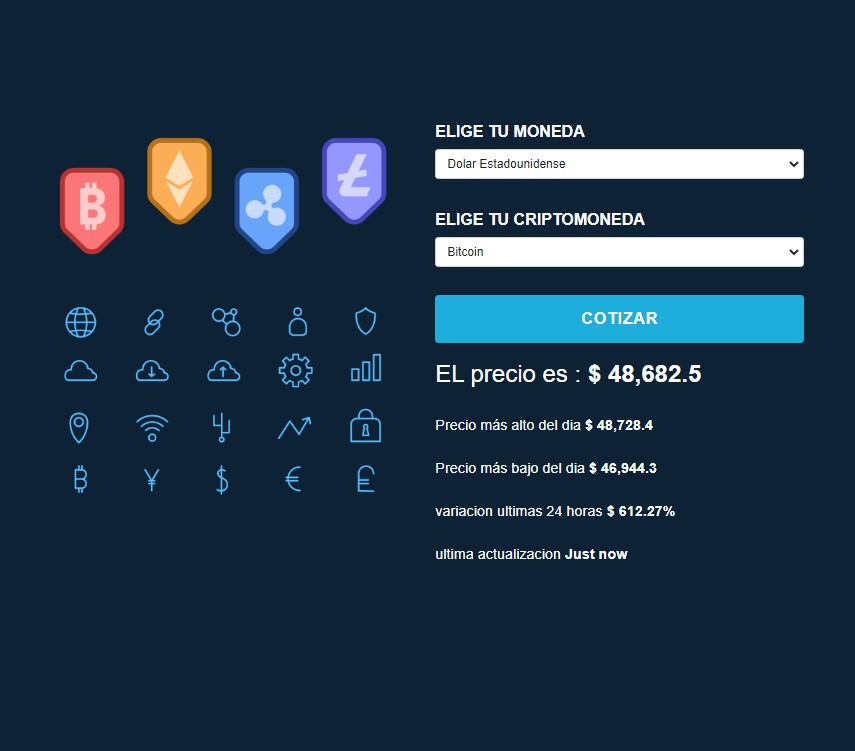 ELIGE TU MONEDA
Dolar Estadounidense
ELIGE TU CRIPTOMONEDA
Bitcoin
COTIZAR
EL precio es : $ 48,682.5
Precio más alto del dia $ 48,728.4
Precio más bajo del dia $ 46,944.3
variacion ultimas 24 horas $ 612.27%
ultima actualizacion Just now